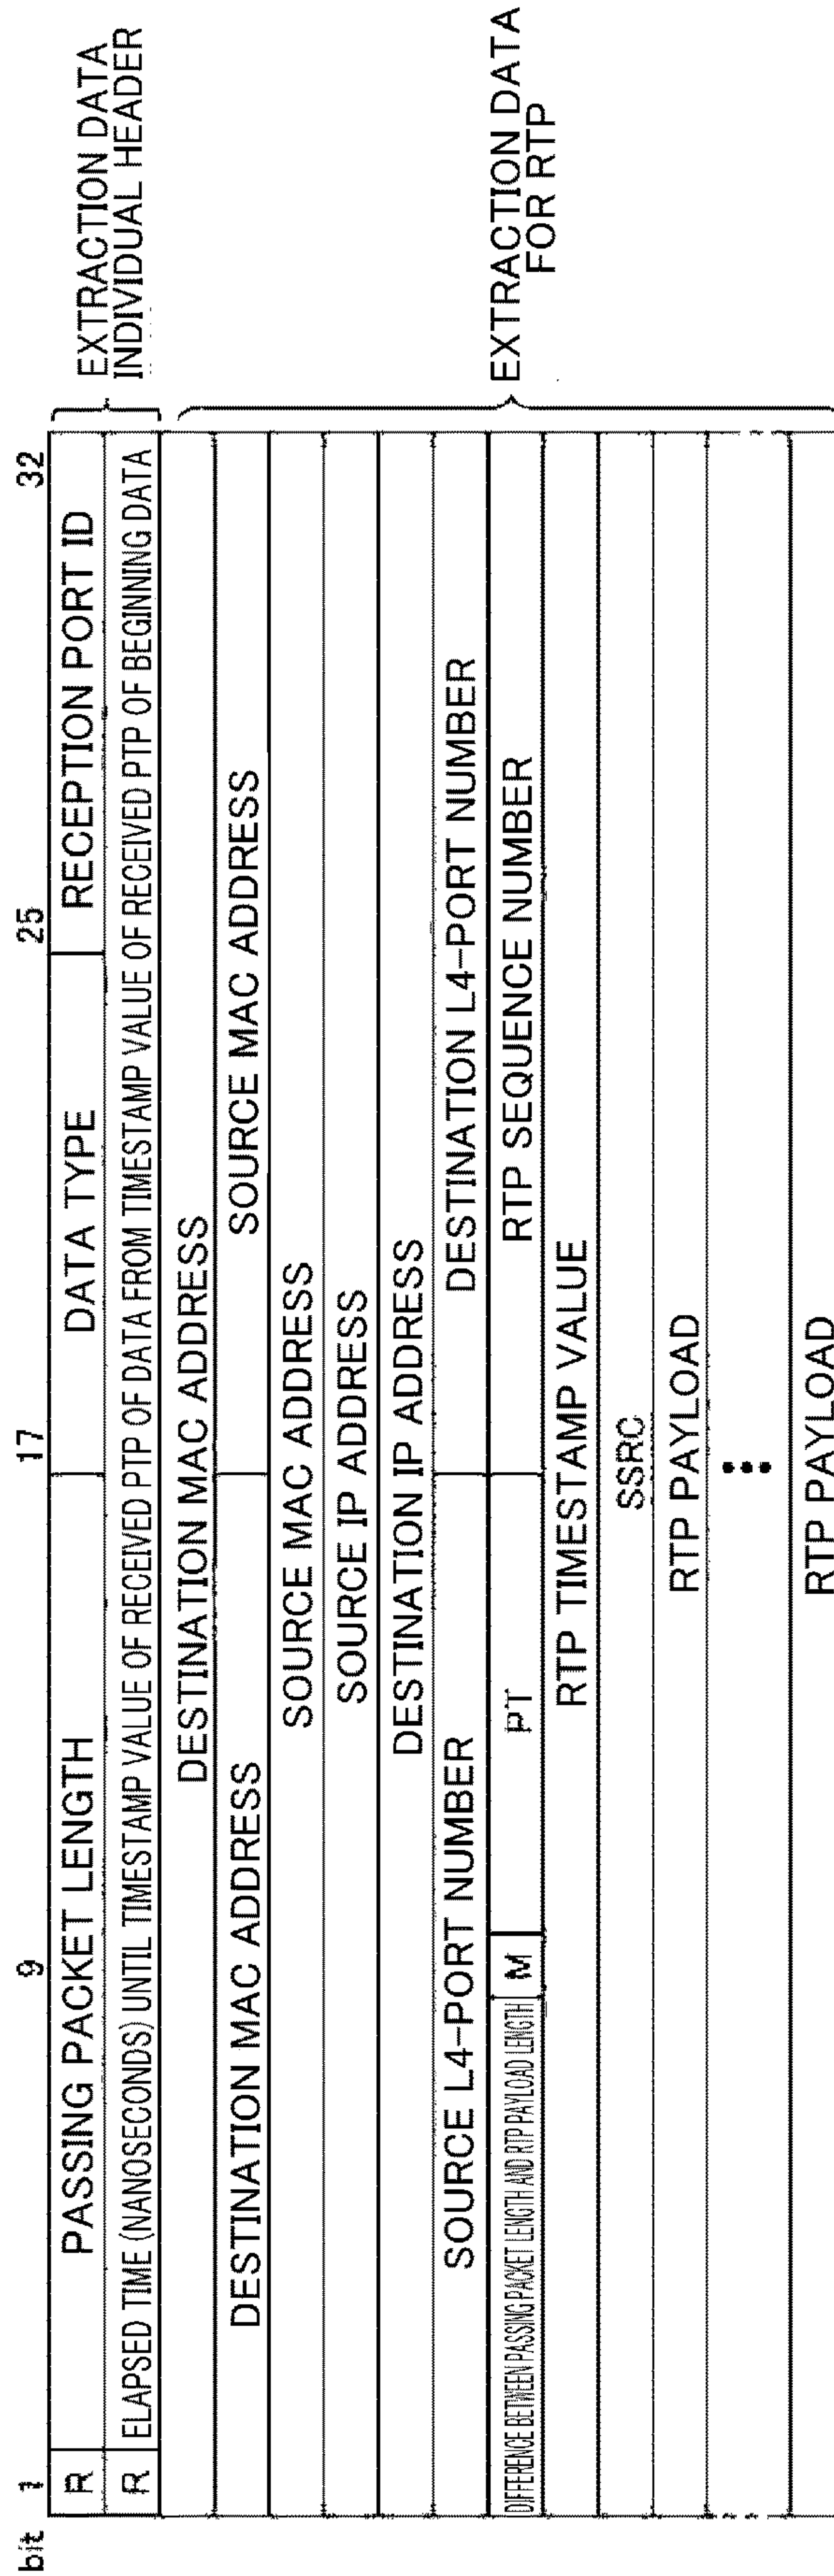 bit 1 9 17 25 32
R PASSING PACKET LENGTH DATA TYPE RECEPTION PORT ID
R ELAPSED TIME (NANOSECONDS) UNTIL TIMESTAMP VALUE OF RECEIVED PTP OF DATA FROM TIMESTAMP VALUE OF RECEIVED PTP OF BEGINNING DATA
EXTRACTION DATA
INDIVIDUAL HEADER
DESTINATION MAC ADDRESS
DESTINATION MAC ADDRESS SOURCE MAC ADDRESS
SOURCE MAC ADDRESS
SOURCE IP ADDRESS
DESTINATION IP ADDRESS
SOURCE L4-PORT NUMBER DESTINATION L4-PORT NUMBER
DIFFERENCE BETWEEN PASSING PACKET LENGTH AND RTP PAYLOAD LENGTH M PT RTP SEQUENCE NUMBER
RTP TIMESTAMP VALUE
SSRC
RTP PAYLOAD
RTP PAYLOAD
EXTRACTION DATA
FOR RTP